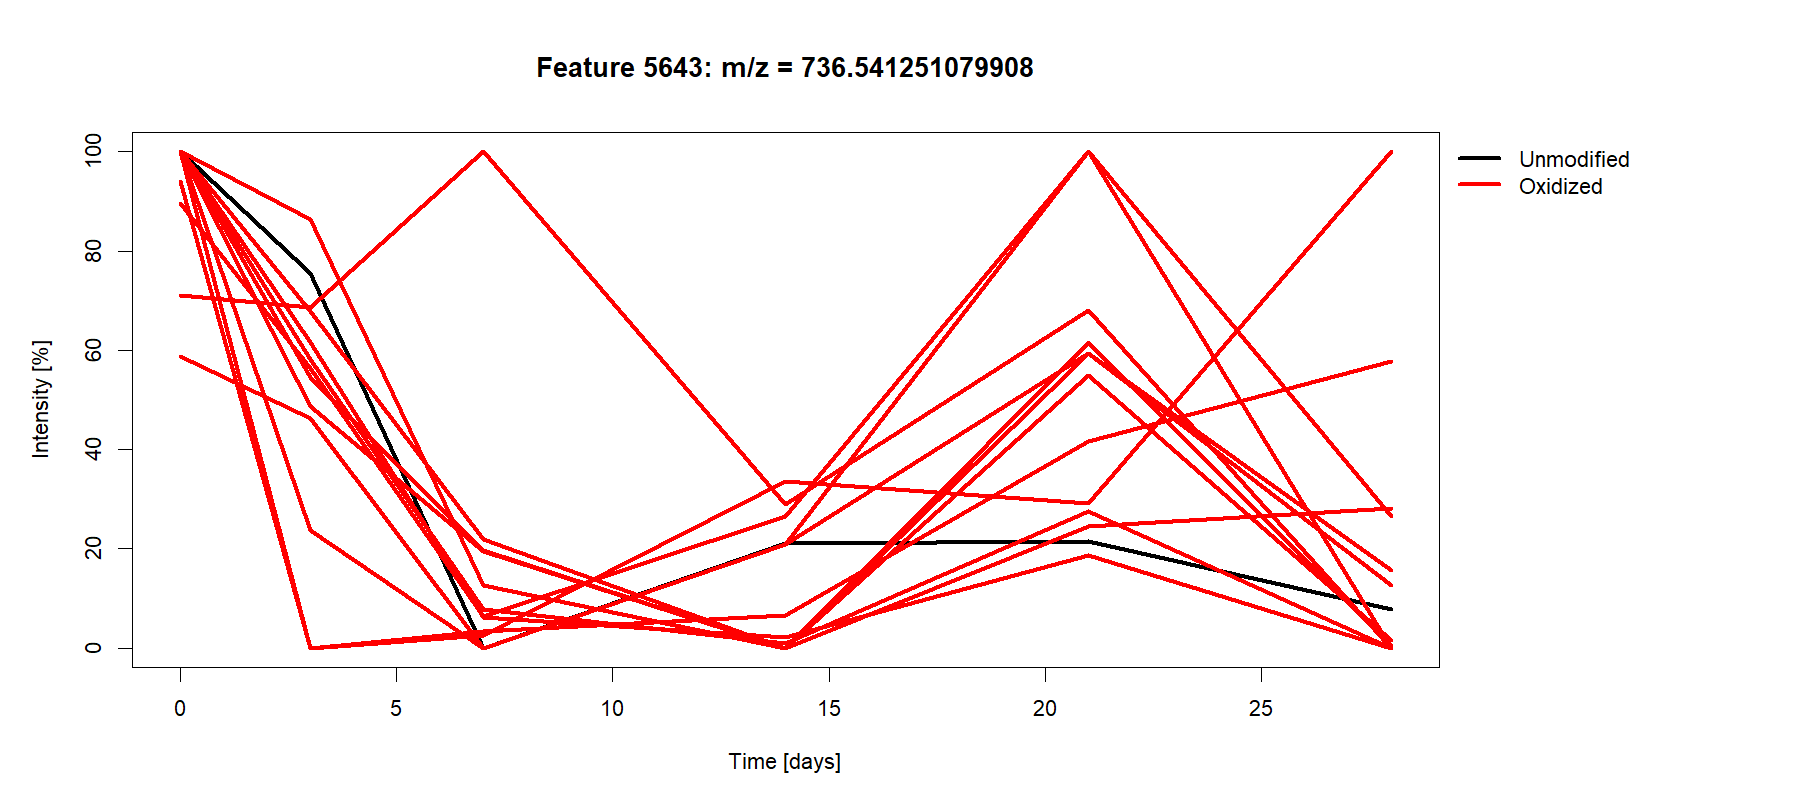 Feature 5643: m/z = 736.541251079908
Unmodified
Oxidized
Intensity [%]
100
80
60
40
20
0
0 5 10 15 20 25
Time [days]